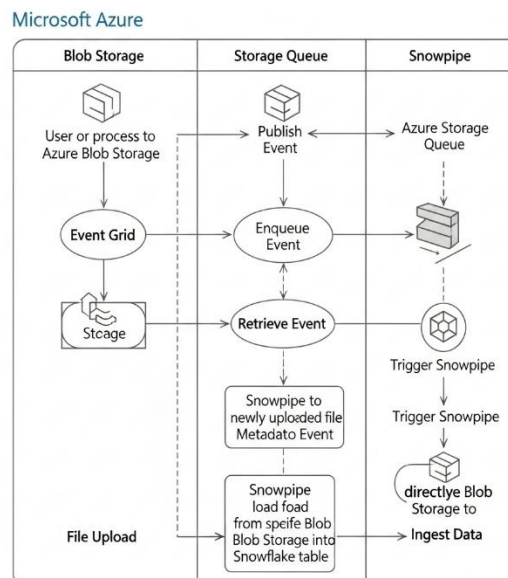 Microsoft Azure
Blob Storage
Storage Queue
Snowpipe
User or process to
Azure Blob Storage
Publish
Event
Azure Storage
Queue
Event Grid
Enqueue
Event
Stcage
Retrieve Event
Trigger Snowpipe
Snowpipe to
newly uploaded file
Metadato Event
Trigger Snowpipe
Snowpipe
load foad
from speife Blob
Blob Storage into
Snowflake table
directlye Blob
Storage to
File Upload
Ingest Data